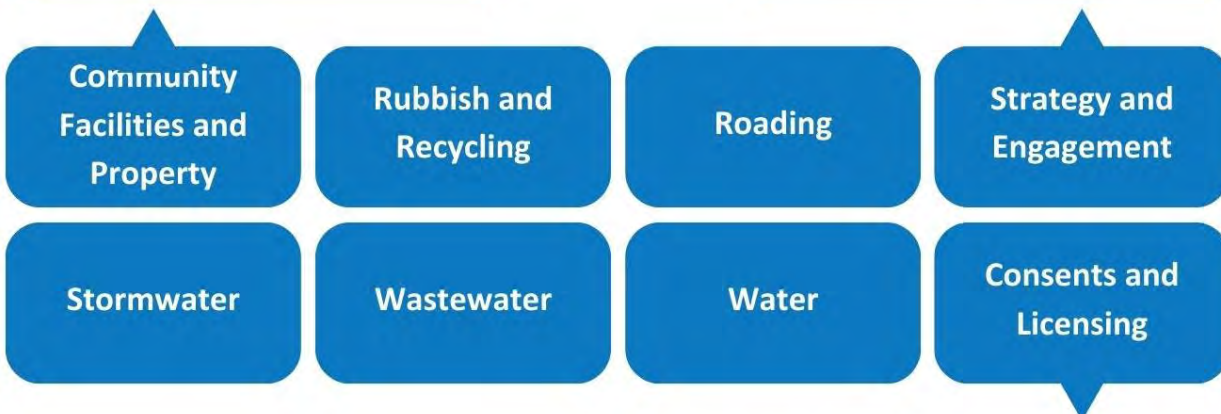 Community
Facilities and
Property
Rubbish and
Recycling
Roading
Strategy and
Engagement
Stormwater
Wastewater
Water
Consents and
Licensing